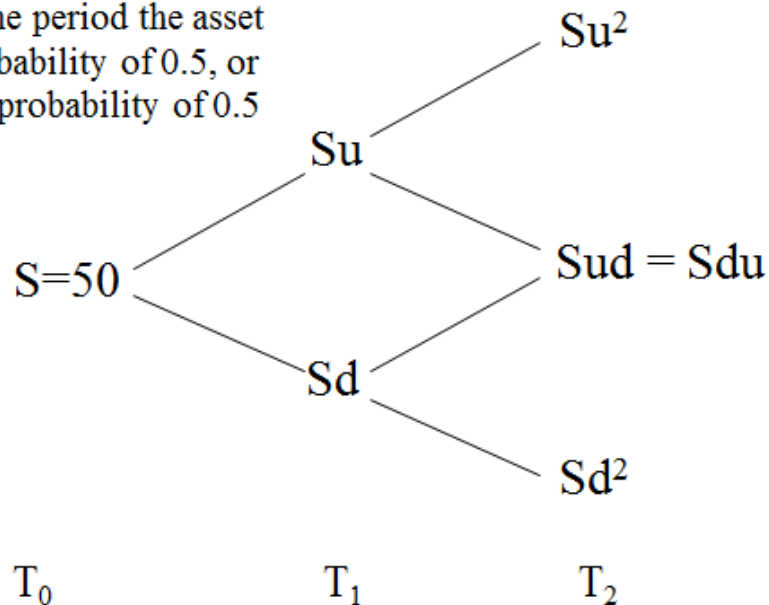 ne period the asset
bability of 0.5, or
probability of 0.5
Su²
Su
S=50
Sud = Sdu
Sd
Sd²
T₀ T₁ T₂